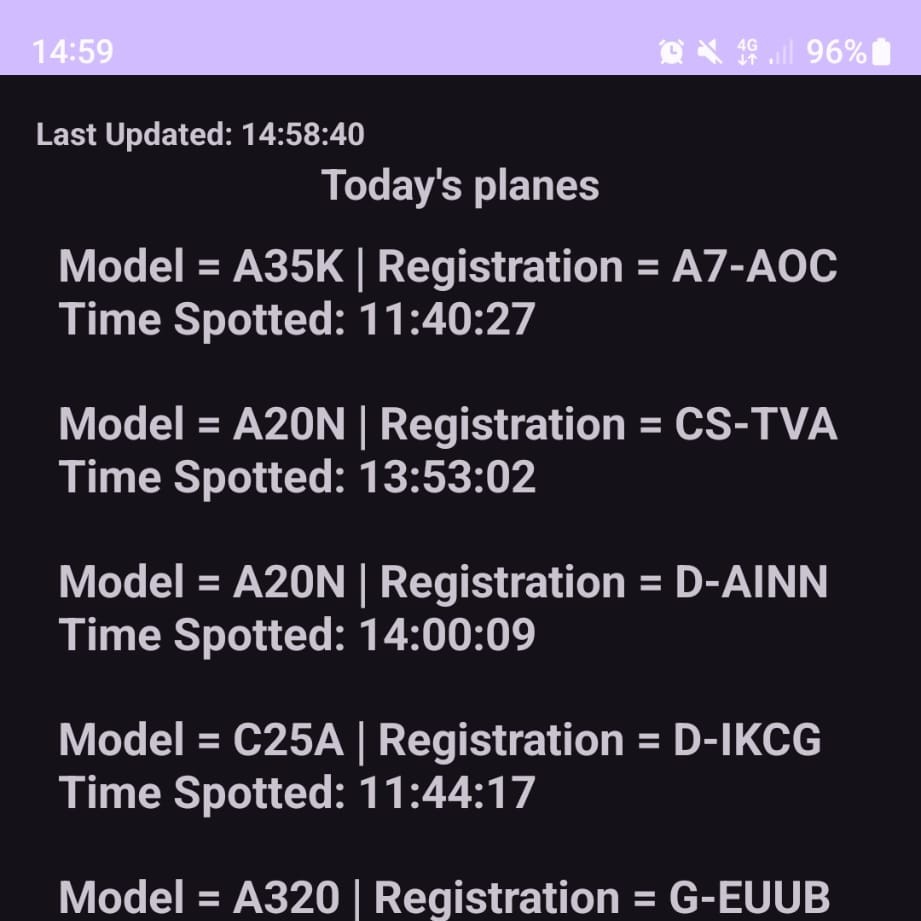 14:59 4G 96%
Last Updated: 14:58:40
Today's planes
Model = A35K | Registration = A7-AOC
Time Spotted: 11:40:27
Model = A20N | Registration = CS-TVA
Time Spotted: 13:53:02
Model = A20N | Registration = D-AINN
Time Spotted: 14:00:09
Model = C25A | Registration = D-IKCG
Time Spotted: 11:44:17
Model = A320 | Registration = G-EUUB